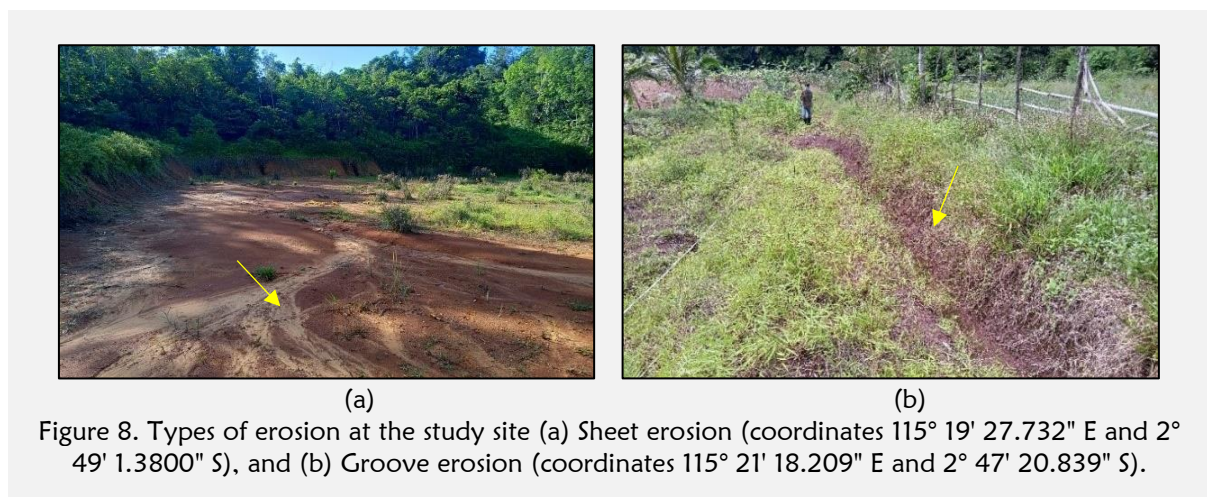 (a)
(b)
Figure 8. Types of erosion at the study site (a) Sheet erosion (coordinates 115° 19' 27.732" E and 2°
49' 1.3800" S), and (b) Groove erosion (coordinates 115° 21' 18.209" E and 2° 47' 20.839" S).